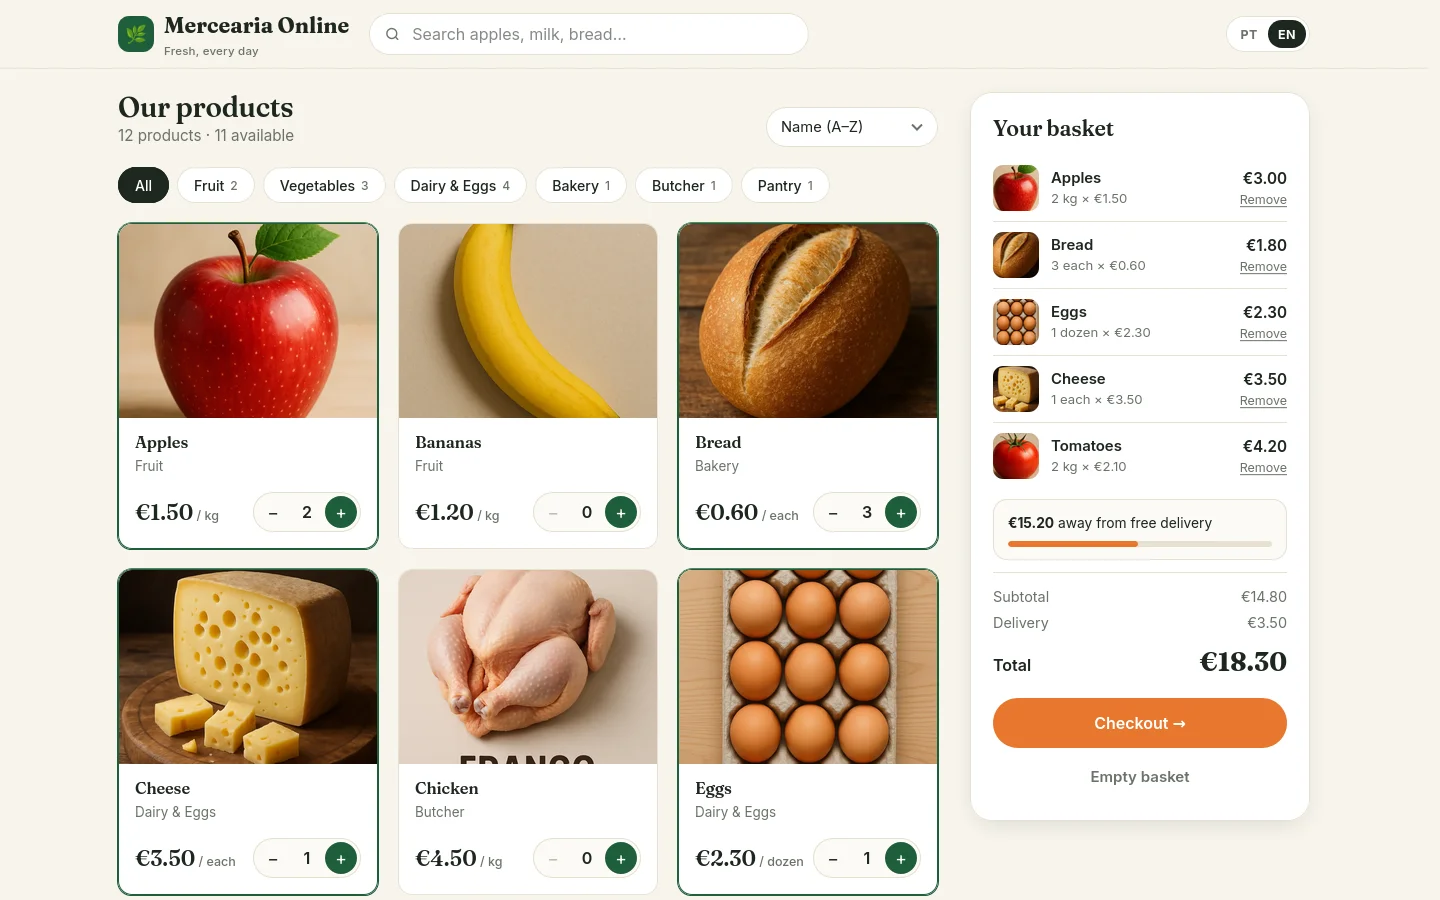 Mercearia Online
Fresh, every day
Search apples, milk, bread...
PT EN
Our products
12 products · 11 available
Name (A–Z)
All
Fruit 2
Vegetables 3
Dairy & Eggs 4
Bakery 1
Butcher 1
Pantry 1
Apples
Fruit
€1.50 / kg − 2 +
Bananas
Fruit
€1.20 / kg − 0 +
Bread
Bakery
€0.60 / each − 3 +
Cheese
Dairy & Eggs
€3.50 / each − 1 +
FRANGO
Chicken
Butcher
€4.50 / kg − 0 +
Eggs
Dairy & Eggs
€2.30 / dozen − 1 +
Your basket
Apples €3.00
2 kg × €1.50 Remove
Bread €1.80
3 each × €0.60 Remove
Eggs €2.30
1 dozen × €2.30 Remove
Cheese €3.50
1 each × €3.50 Remove
Tomatoes €4.20
2 kg × €2.10 Remove
€15.20 away from free delivery
Subtotal €14.80
Delivery €3.50
Total €18.30
Checkout →
Empty basket